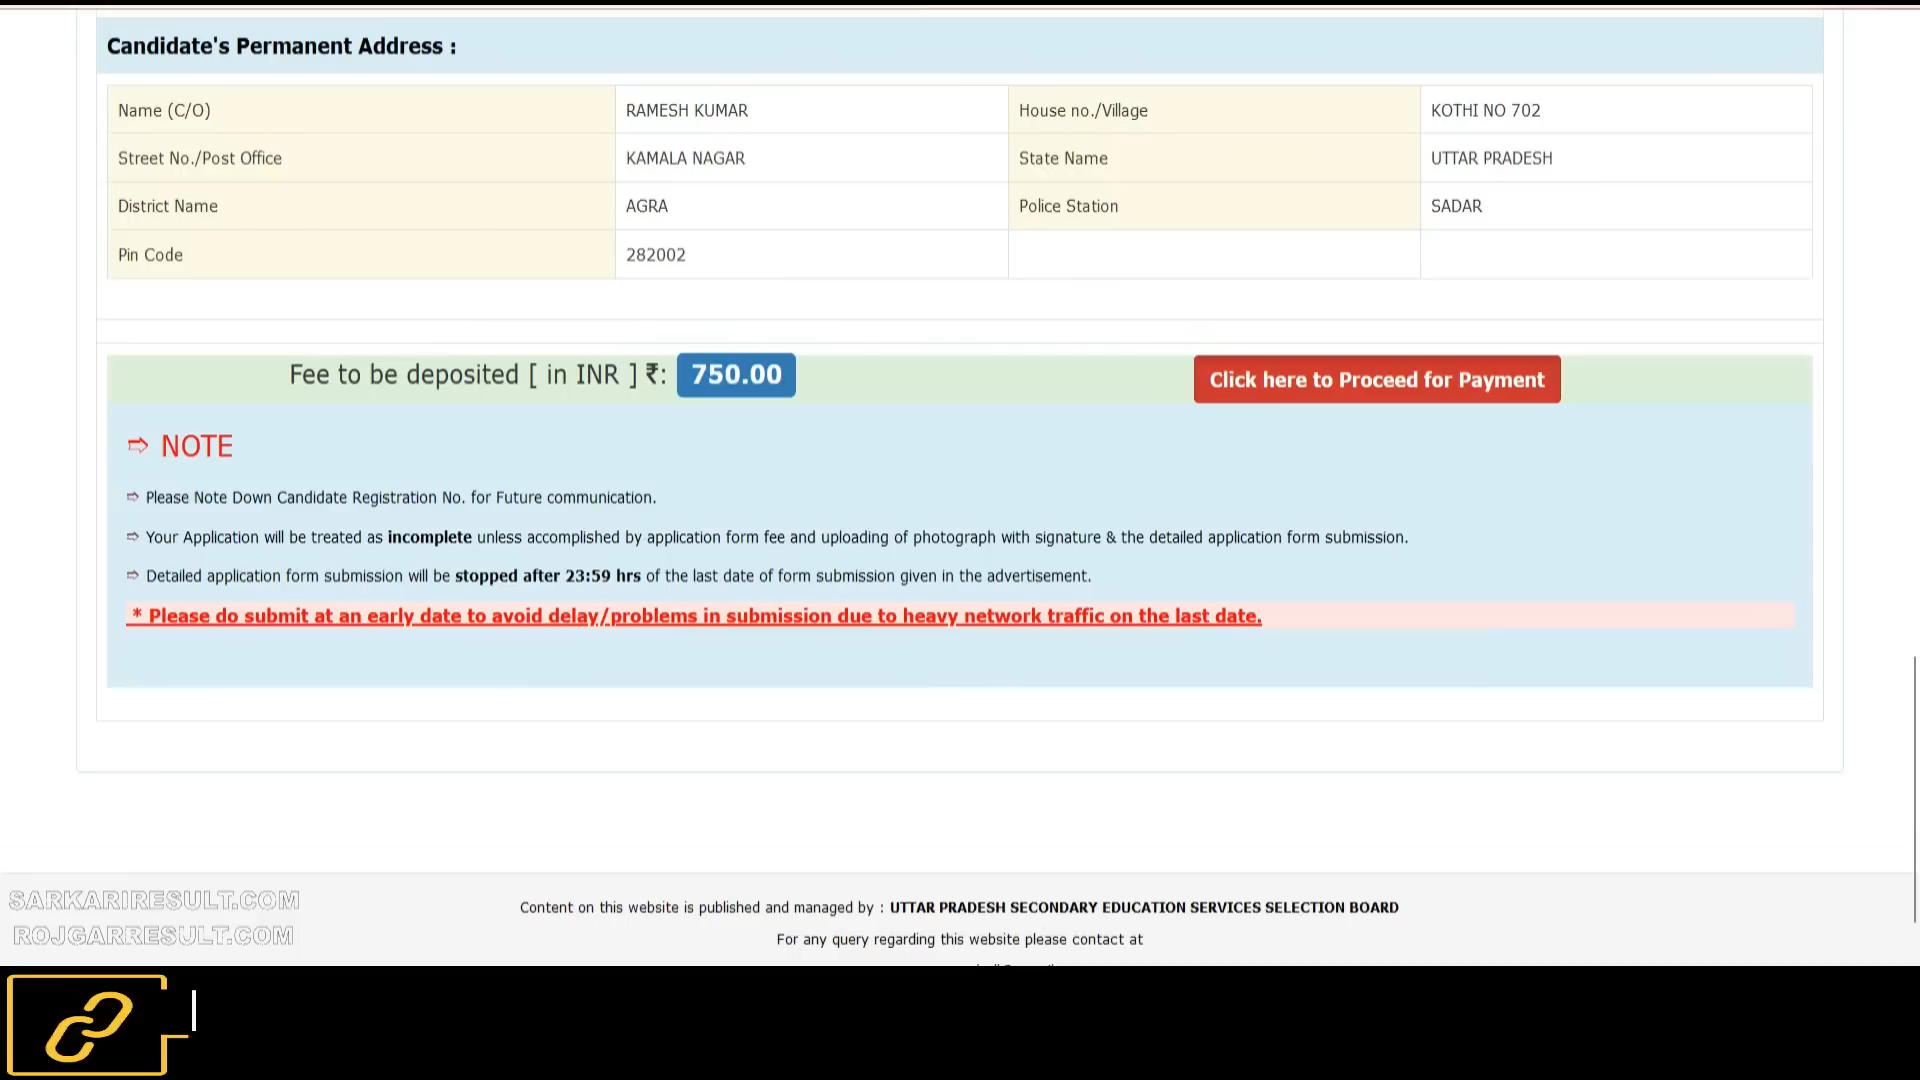 Candidate's Permanent Address :
Name (C/O) RAMESH KUMAR House no./Village KOTHI NO 702
Street No./Post Office KAMALA NAGAR State Name UTTAR PRADESH
District Name AGRA Police Station SADAR
Pin Code 282002
Fee to be deposited [ in INR ] ₹: 750.00 Click here to Proceed for Payment
⇨ NOTE
⇨ Please Note Down Candidate Registration No. for Future communication.
⇨ Your Application will be treated as incomplete unless accomplished by application form fee and uploading of photograph with signature & the detailed application form submission.
⇨ Detailed application form submission will be stopped after 23:59 hrs of the last date of form submission given in the advertisement.
* Please do submit at an early date to avoid delay/problems in submission due to heavy network traffic on the last date.
SARKARIRESULT.COM
ROJGARRESULT.COM
Content on this website is published and managed by : UTTAR PRADESH SECONDARY EDUCATION SERVICES SELECTION BOARD
For any query regarding this website please contact at